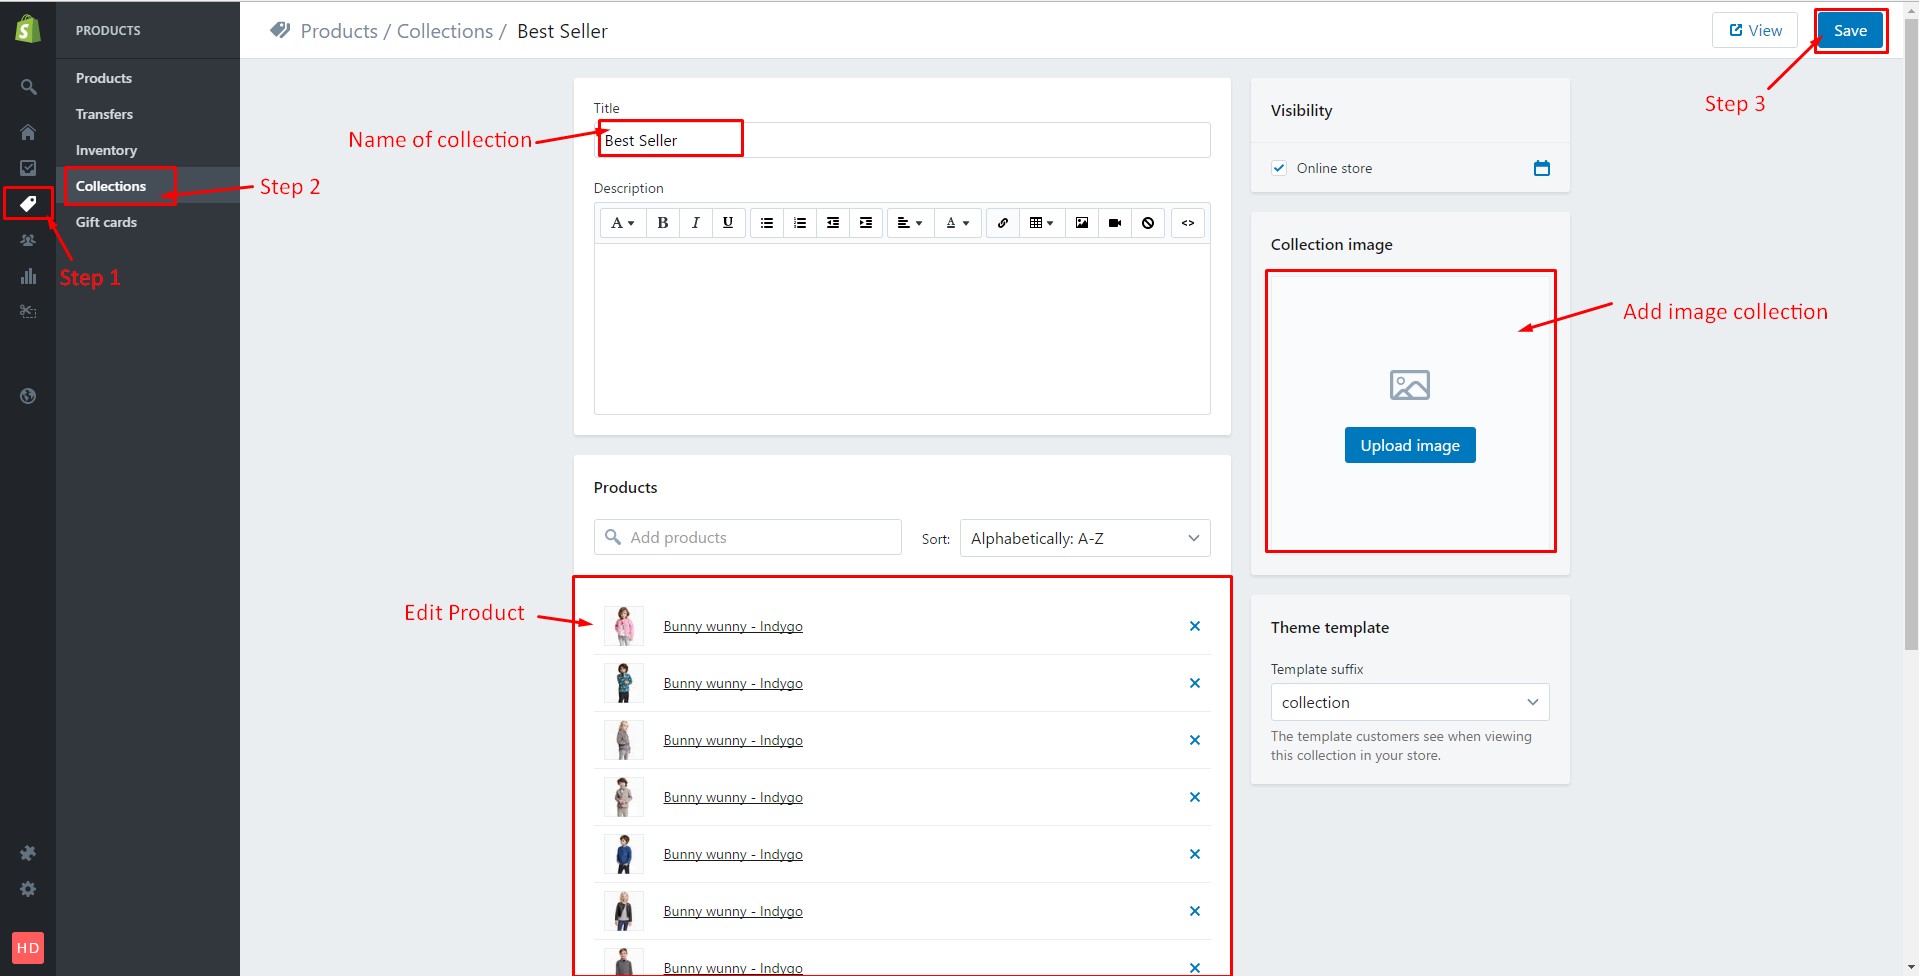 PRODUCTS
Products
Transfers
Inventory
Collections
Gift cards
Step 1
Step 2
HD
Products / Collections / Best Seller
View
Save
Step 3
Title
Name of collection
Best Seller
Description
A
B
I
U
A
<>
Products
Add products
Sort:
Alphabetically: A-Z
Edit Product
Bunny wunny - Indygo
Bunny wunny - Indygo
Bunny wunny - Indygo
Bunny wunny - Indygo
Bunny wunny - Indygo
Bunny wunny - Indygo
Bunny wunny - Indygo
Visibility
Online store
Collection image
Add image collection
Upload image
Theme template
Template suffix
collection
The template customers see when viewing
this collection in your store.